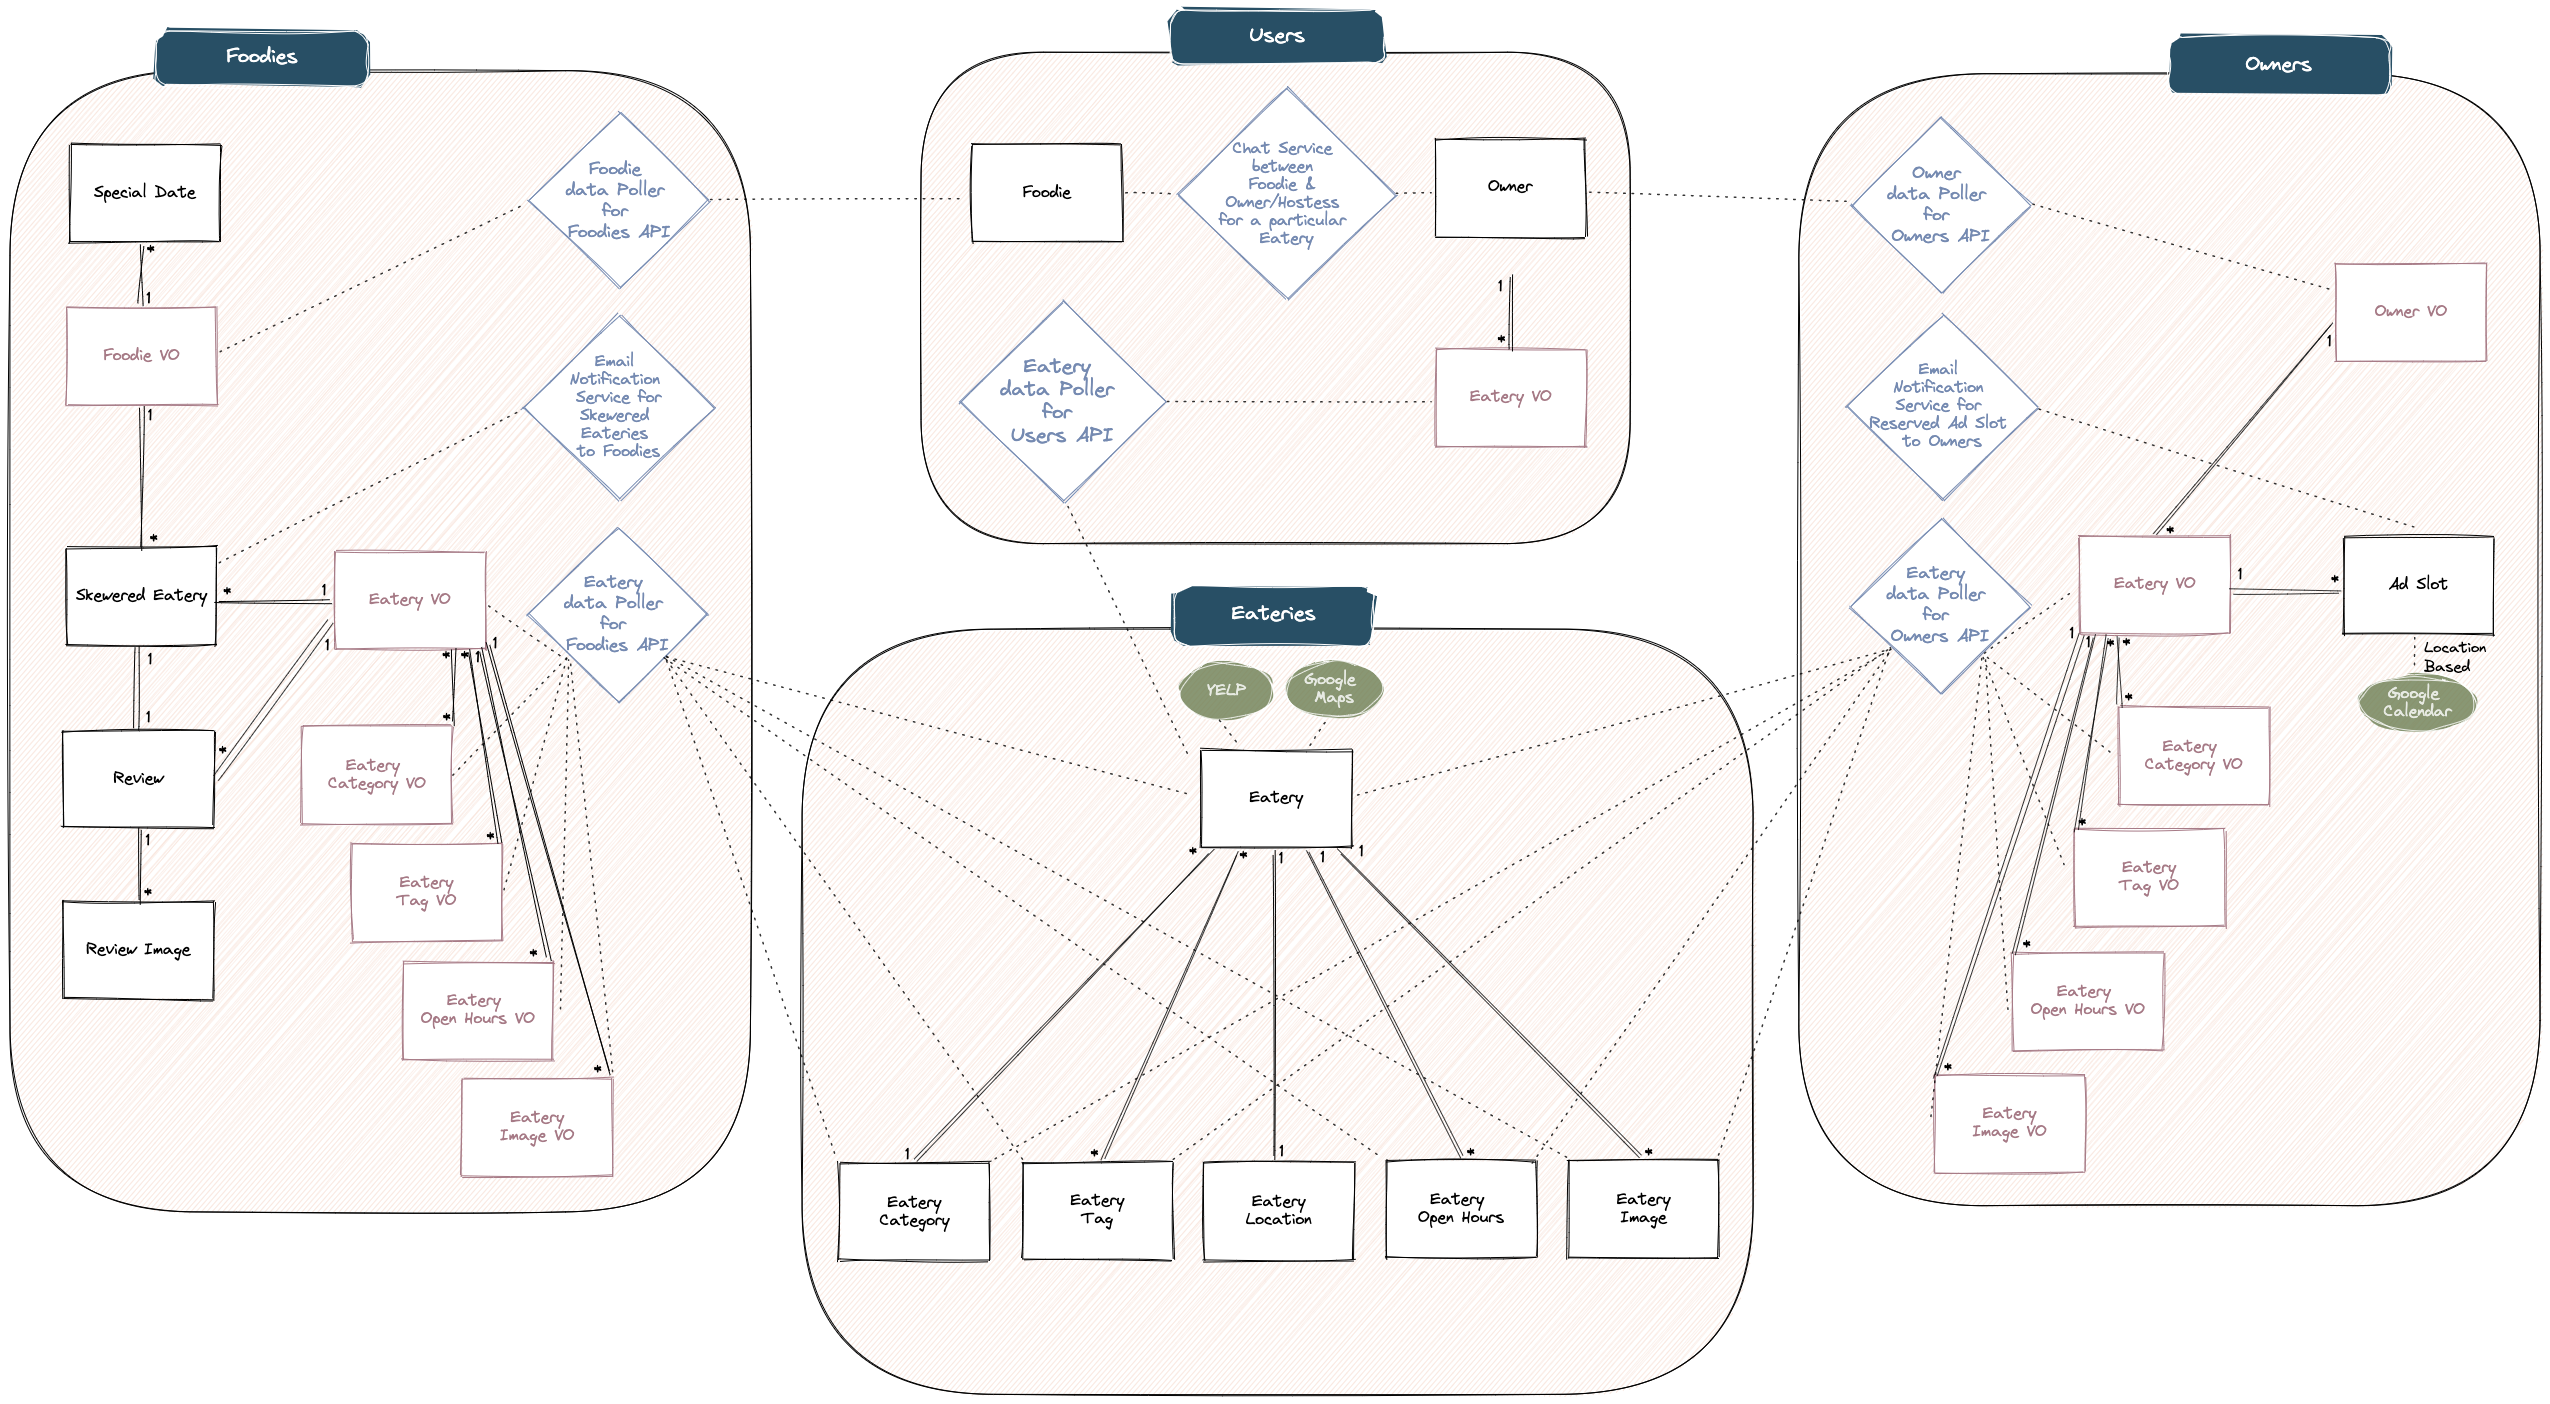 Foodies
Special Date
*
1
Foodie VO
1
*
Skewered Eatery
*
1
Eatery VO
1
1
1
*
Review
*
1
*
Review Image
*
*
1
1
*
Eatery
Category VO
*
Eatery
Tag VO
*
Eatery
Open Hours VO
*
Eatery
Image VO
Foodie
data Poller
for
Foodies API
Email
Notification
Service for
Skewered
Eateries
to Foodies
Eatery
data Poller
for
Foodies API
Users
Foodie
Chat Service
between
Foodie &
Owner/Hostess
for a particular
Eatery
Owner
1
*
Eatery VO
Eatery
data Poller
for
Users API
Eateries
YELP
Google
Maps
Eatery
*
*
1
1
1
1
*
1
*
*
Eatery
Category
Eatery
Tag
Eatery
Location
Eatery
Open Hours
Eatery
Image
Owners
Owner
data Poller
for
Owners API
Owner VO
1
*
Email
Notification
Service for
Reserved Ad Slot
to Owners
Eatery
data Poller
for
Owners API
Eatery VO
1
*
Ad Slot
Location
Based
Google
Calendar
1
1
*
*
*
Eatery
Category VO
*
Eatery
Tag VO
*
Eatery
Open Hours VO
*
Eatery
Image VO